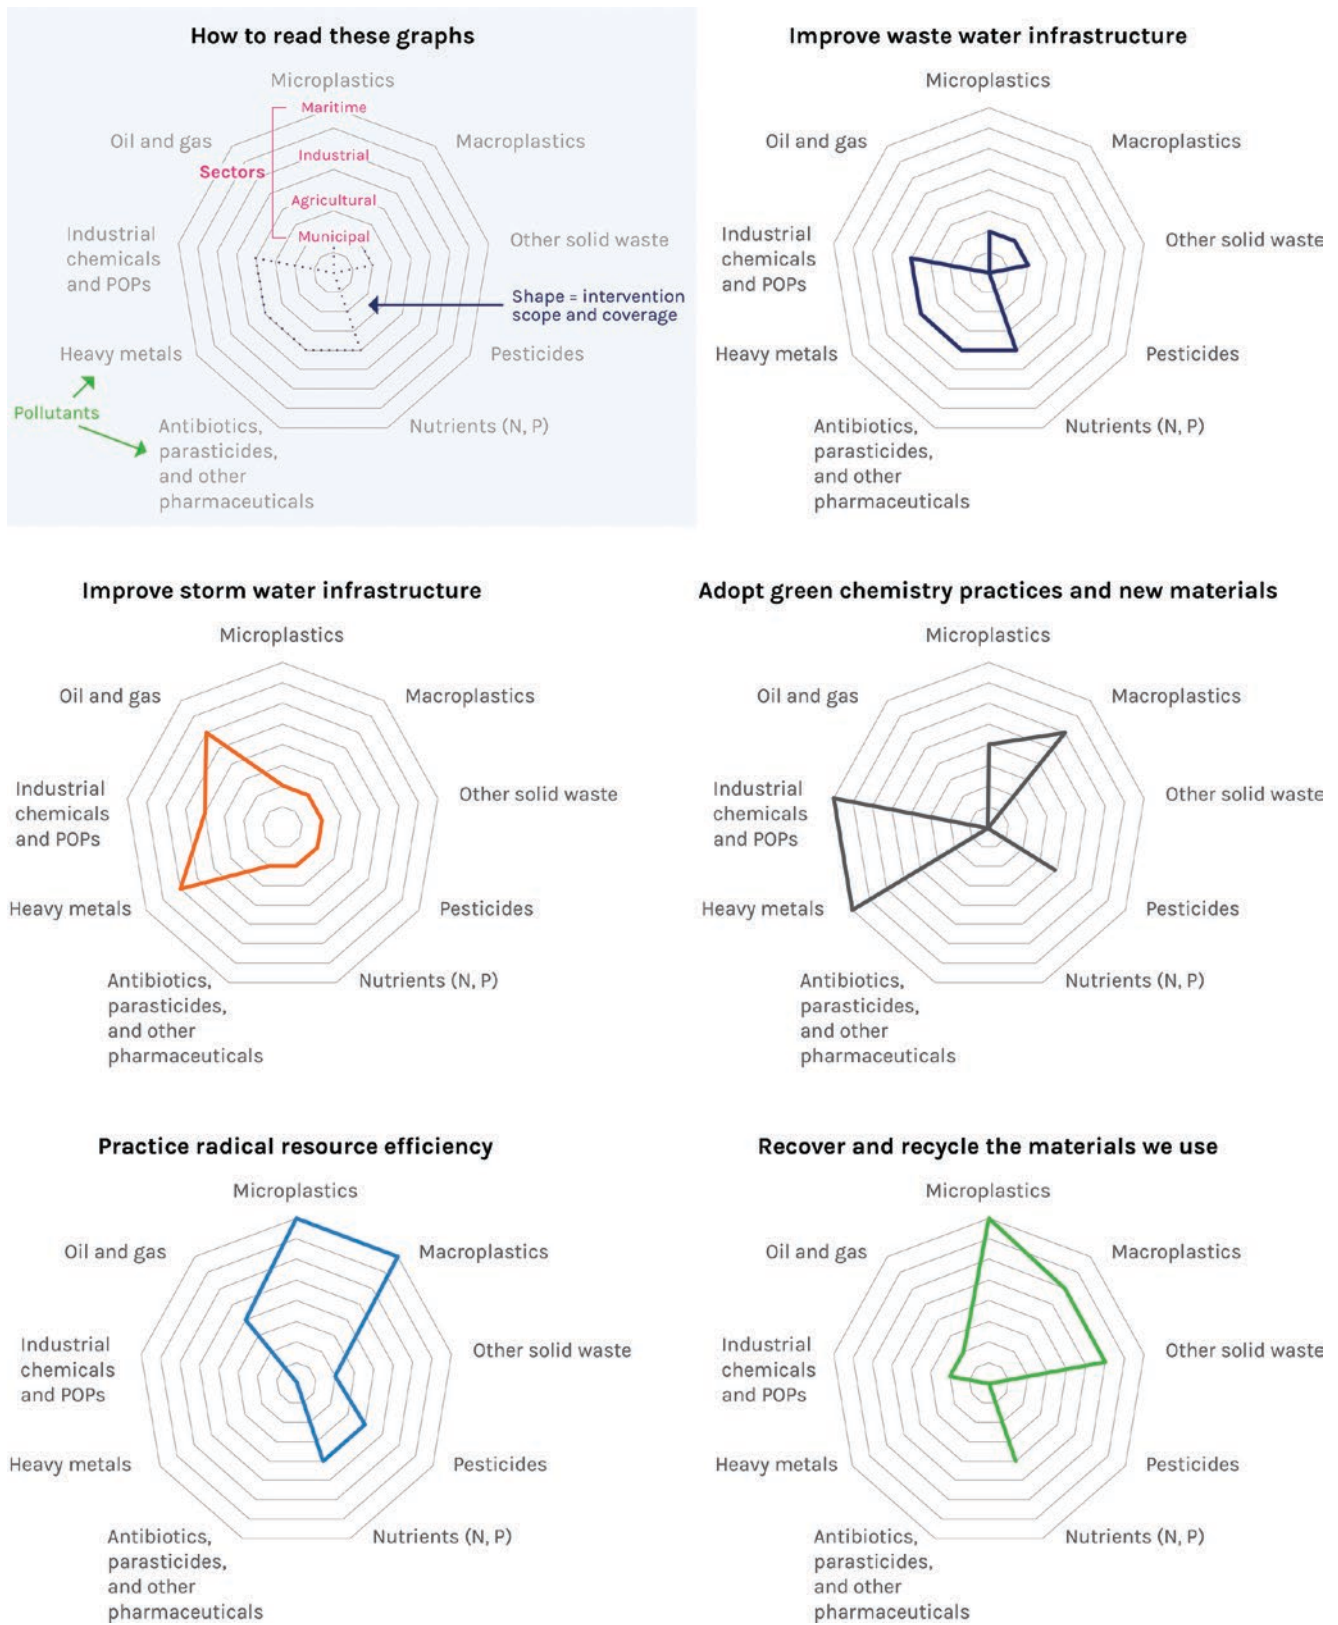 How to read these graphs
Microplastics
Maritime
Oil and gas
Macroplastics
Industrial
Sectors
Agricultural
Industrial
chemicals
and POPs
Municipal
Other solid waste
Shape = intervention
scope and coverage
Heavy metals
Pesticides
Pollutants
Antibiotics,
parasticides,
and other
pharmaceuticals
Nutrients (N, P)
Improve waste water infrastructure
Microplastics
Oil and gas
Macroplastics
Industrial
chemicals
and POPs
Other solid waste
Heavy metals
Pesticides
Antibiotics,
parasticides,
and other
pharmaceuticals
Nutrients (N, P)
Improve storm water infrastructure
Microplastics
Oil and gas
Macroplastics
Industrial
chemicals
and POPs
Other solid waste
Heavy metals
Pesticides
Antibiotics,
parasticides,
and other
pharmaceuticals
Nutrients (N, P)
Adopt green chemistry practices and new materials
Microplastics
Oil and gas
Macroplastics
Industrial
chemicals
and POPs
Other solid waste
Heavy metals
Pesticides
Antibiotics,
parasticides,
and other
pharmaceuticals
Nutrients (N, P)
Practice radical resource efficiency
Microplastics
Oil and gas
Macroplastics
Industrial
chemicals
and POPs
Other solid waste
Heavy metals
Pesticides
Antibiotics,
parasticides,
and other
pharmaceuticals
Nutrients (N, P)
Recover and recycle the materials we use
Microplastics
Oil and gas
Macroplastics
Industrial
chemicals
and POPs
Other solid waste
Heavy metals
Pesticides
Antibiotics,
parasticides,
and other
pharmaceuticals
Nutrients (N, P)